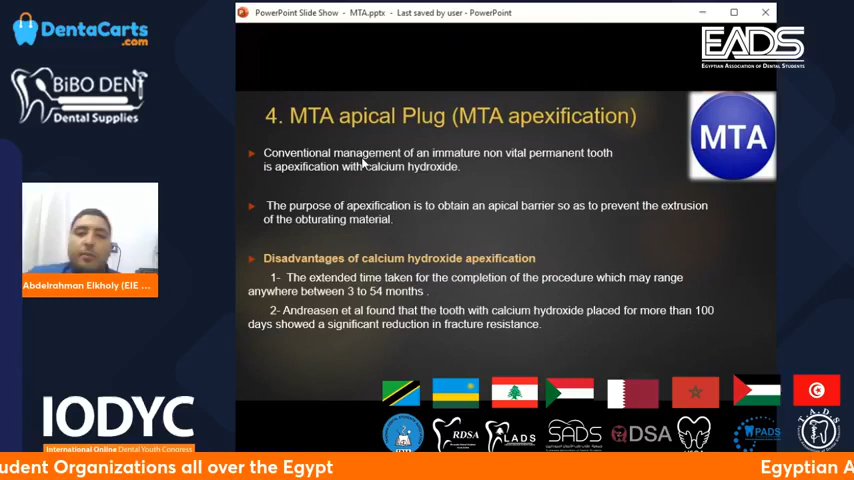 DentaCarts
.com
BiBO DENT
Dental Supplies
PowerPoint Slide Show - MTA.pptx - Last saved by user - PowerPoint
EADS
EGYPTIAN ASSOCIATION OF DENTAL STUDENTS
4. MTA apical Plug (MTA apexification)
MTA
Conventional management of an immature non vital permanent tooth
is apexification with calcium hydroxide.
The purpose of apexification is to obtain an apical barrier so as to prevent the extrusion
of the obturating material.
Disadvantages of calcium hydroxide apexification
1- The extended time taken for the completion of the procedure which may range
anywhere between 3 to 54 months .
2- Andreasen et al found that the tooth with calcium hydroxide placed for more than 100
days showed a significant reduction in fracture resistance.
Abdelrahman Elkholy (EIE ...
IODYC
International Online Dental Youth Congress
RDSA
LADS
SADS
QDSA
PADS
T.A.D.S
tudent Organizations all over the Egypt
Egyptian A